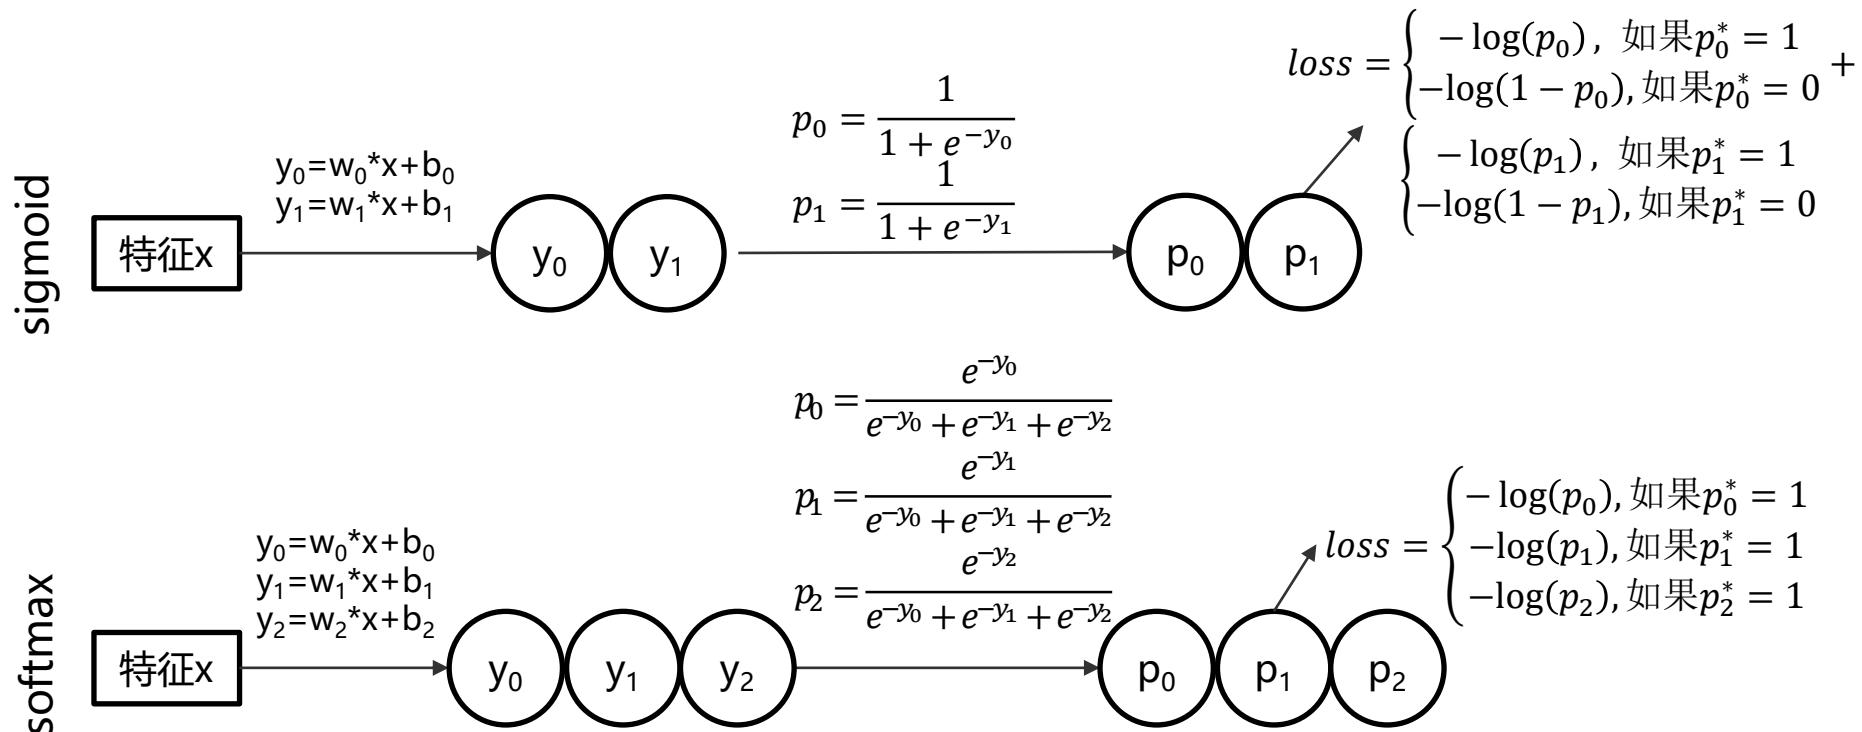 sigmoid
特征x
y₀=w₀*x+b₀
y₁=w₁*x+b₁
y₀ y₁
p₀ = 1 / (1 + e^(−y₀))
p₁ = 1 / (1 + e^(−y₁))
p₀ p₁
loss = { − log(p₀), 如果p₀* = 1
−log(1 − p₀), 如果p₀* = 0 +
{ − log(p₁), 如果p₁* = 1
−log(1 − p₁), 如果p₁* = 0
softmax
特征x
y₀=w₀*x+b₀
y₁=w₁*x+b₁
y₂=w₂*x+b₂
y₀ y₁ y₂
p₀ = e^(−y₀) / (e^(−y₀) + e^(−y₁) + e^(−y₂))
p₁ = e^(−y₁) / (e^(−y₀) + e^(−y₁) + e^(−y₂))
p₂ = e^(−y₂) / (e^(−y₀) + e^(−y₁) + e^(−y₂))
p₀ p₁ p₂
loss = { − log(p₀), 如果p₀* = 1
−log(p₁), 如果p₁* = 1
−log(p₂), 如果p₂* = 1